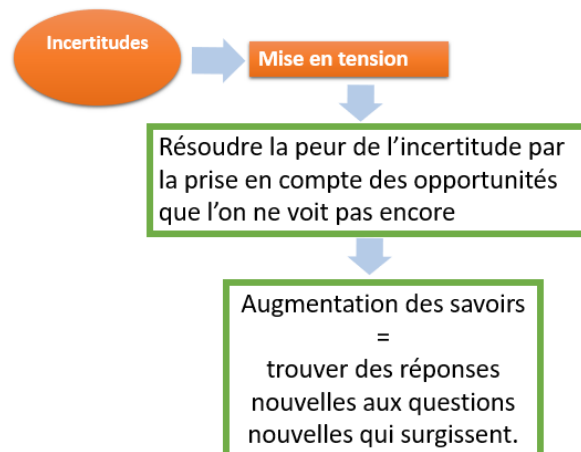 Incertitudes
Mise en tension
Résoudre la peur de l’incertitude par
la prise en compte des opportunités
que l’on ne voit pas encore
Augmentation des savoirs
=
trouver des réponses
nouvelles aux questions
nouvelles qui surgissent.